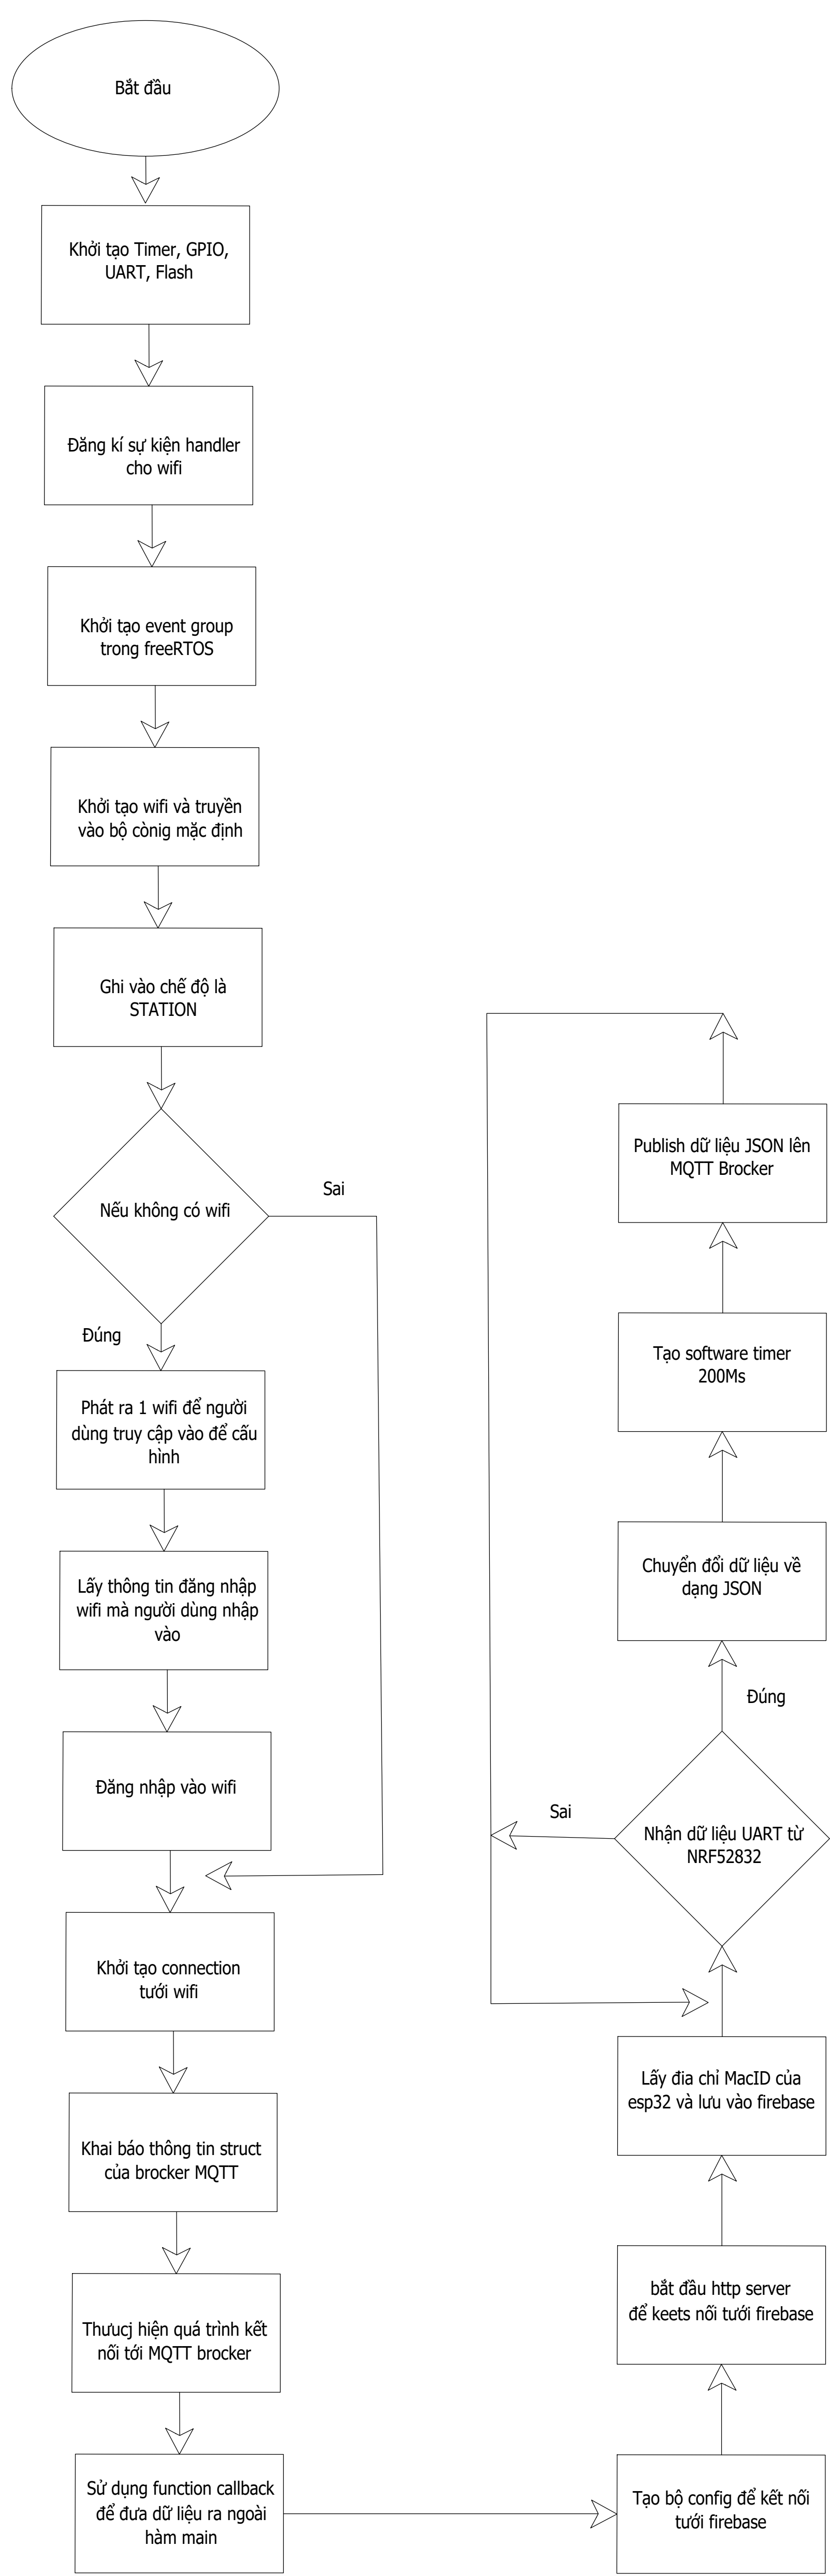 Bắt đầu
Khởi tạo Timer, GPIO,
UART, Flash
Đăng kí sự kiện handler
cho wifi
Khởi tạo event group
trong freeRTOS
Khởi tạo wifi và truyền
vào bộ cònig mặc định
Ghi vào chế độ là
STATION
Nếu không có wifi
Sai
Đúng
Phát ra 1 wifi để người
dùng truy cập vào để cấu
hình
Lấy thông tin đăng nhập
wifi mà người dùng nhập
vào
Đăng nhập vào wifi
Khởi tạo connection
tưới wifi
Khai báo thông tin struct
của brocker MQTT
Thưucj hiện quá trình kết
nối tới MQTT brocker
Sử dụng function callback
để đưa dữ liệu ra ngoài
hàm main
Tạo bộ config để kết nối
tưới firebase
bắt đầu http server
để keets nối tưới firebase
Lấy đia chỉ MacID của
esp32 và lưu vào firebase
Nhận dữ liệu UART từ
NRF52832
Sai
Đúng
Chuyển đổi dữ liệu về
dạng JSON
Tạo software timer
200Ms
Publish dữ liệu JSON lên
MQTT Brocker